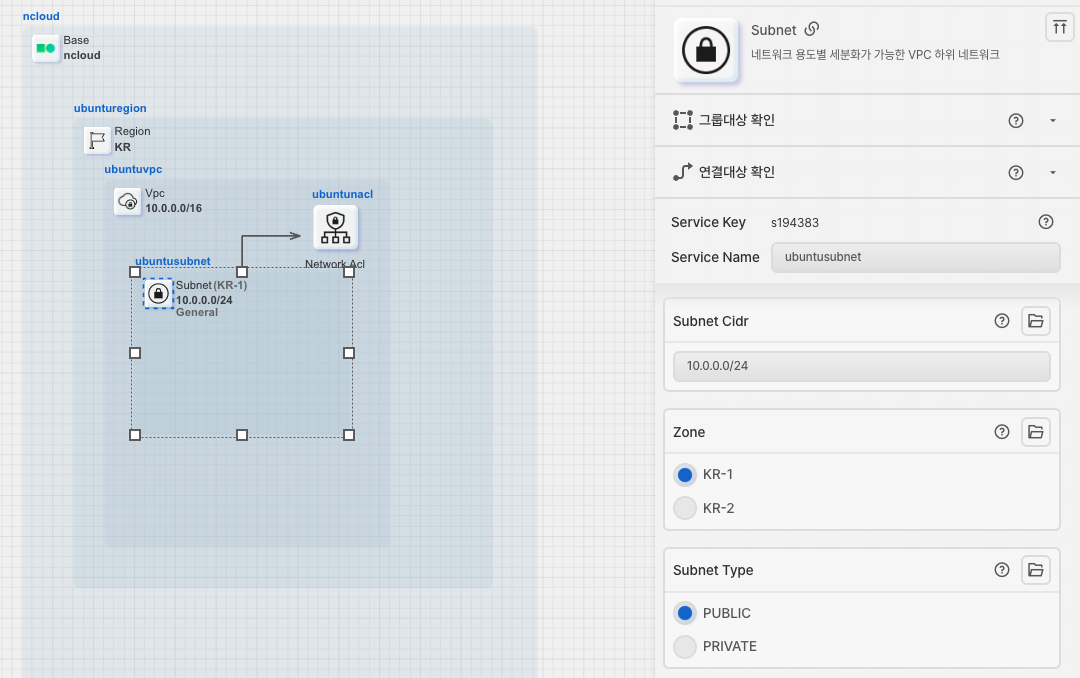 ncloud
Base
ncloud
ubunturegion
Region
KR
ubuntuvpc
Vpc
10.0.0.0/16
ubuntunacl
Network Acl
ubuntusubnet
Subnet (KR-1)
10.0.0.0/24
General
Subnet
네트워크 용도별 세분화가 가능한 VPC 하위 네트워크
그룹대상 확인
연결대상 확인
Service Key s194383
Service Name ubuntusubnet
Subnet Cidr
10.0.0.0/24
Zone
KR-1
KR-2
Subnet Type
PUBLIC
PRIVATE